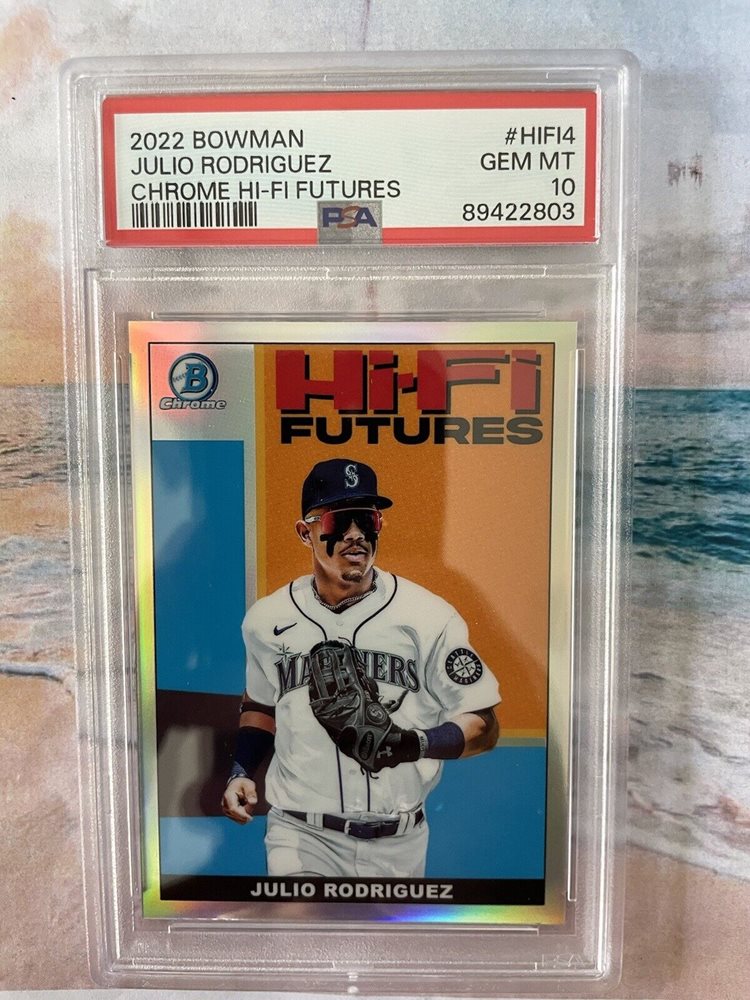 2022 BOWMAN #HIFI4
JULIO RODRIGUEZ GEM MT
CHROME HI-FI FUTURES 10
PSA 89422803
B
Chrome
Hi-Fi
FUTURES
S
MARINERS
JULIO RODRIGUEZ
PSA